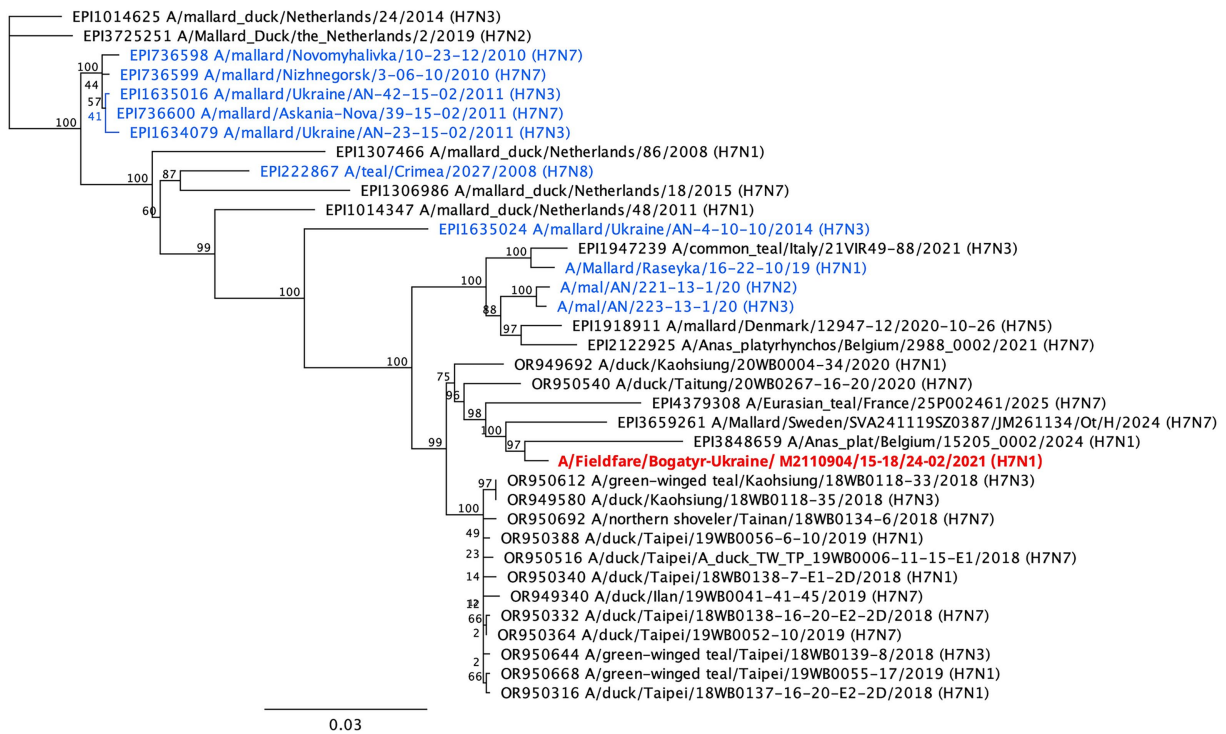 EPI1014625 A/mallard_duck/Netherlands/24/2014 (H7N3)
EPI3725251 A/Mallard_Duck/the_Netherlands/2/2019 (H7N2)
EPI736598 A/mallard/Novomyhalivka/10-23-12/2010 (H7N7)
100
EPI736599 A/mallard/Nizhnegorsk/3-06-10/2010 (H7N7)
44
EPI1635016 A/mallard/Ukraine/AN-42-15-02/2011 (H7N3)
57
EPI736600 A/mallard/Askania-Nova/39-15-02/2011 (H7N7)
41
100
EPI1634079 A/mallard/Ukraine/AN-23-15-02/2011 (H7N3)
EPI1307466 A/mallard_duck/Netherlands/86/2008 (H7N1)
87 EPI222867 A/teal/Crimea/2027/2008 (H7N8)
100
EPI1306986 A/mallard_duck/Netherlands/18/2015 (H7N7)
60
EPI1014347 A/mallard_duck/Netherlands/48/2011 (H7N1)
EPI1635024 A/mallard/Ukraine/AN-4-10-10/2014 (H7N3)
99
EPI1947239 A/common_teal/Italy/21VIR49-88/2021 (H7N3)
100
A/Mallard/Raseyka/16-22-10/19 (H7N1)
100
A/mal/AN/221-13-1/20 (H7N2)
100
100
A/mal/AN/223-13-1/20 (H7N3)
88
EPI1918911 A/mallard/Denmark/12947-12/2020-10-26 (H7N5)
97
EPI2122925 A/Anas_platyrhynchos/Belgium/2988_0002/2021 (H7N7)
100
OR949692 A/duck/Kaohsiung/20WB0004-34/2020 (H7N1)
75
OR950540 A/duck/Taitung/20WB0267-16-20/2020 (H7N7)
96
EPI4379308 A/Eurasian_teal/France/25P002461/2025 (H7N7)
98
EPI3659261 A/Mallard/Sweden/SVA241119SZ0387/JM261134/Ot/H/2024 (H7N7)
100
EPI3848659 A/Anas_plat/Belgium/15205_0002/2024 (H7N1)
99
97
A/Fieldfare/Bogatyr-Ukraine/ M2110904/15-18/24-02/2021 (H7N1)
OR950612 A/green-winged teal/Kaohsiung/18WB0118-33/2018 (H7N3)
97
OR949580 A/duck/Kaohsiung/18WB0118-35/2018 (H7N3)
100
OR950692 A/northern shoveler/Tainan/18WB0134-6/2018 (H7N7)
49
OR950388 A/duck/Taipei/19WB0056-6-10/2019 (H7N1)
23
OR950516 A/duck/Taipei/A_duck_TW_TP_19WB0006-11-15-E1/2018 (H7N7)
14
OR950340 A/duck/Taipei/18WB0138-7-E1-2D/2018 (H7N1)
OR949340 A/duck/Ilan/19WB0041-41-45/2019 (H7N7)
OR950332 A/duck/Taipei/18WB0138-16-20-E2-2D/2018 (H7N7)
66
OR950364 A/duck/Taipei/19WB0052-10/2019 (H7N7)
2
OR950644 A/green-winged teal/Taipei/18WB0139-8/2018 (H7N3)
2
OR950668 A/green-winged teal/Taipei/19WB0055-17/2019 (H7N1)
66
OR950316 A/duck/Taipei/18WB0137-16-20-E2-2D/2018 (H7N1)
0.03